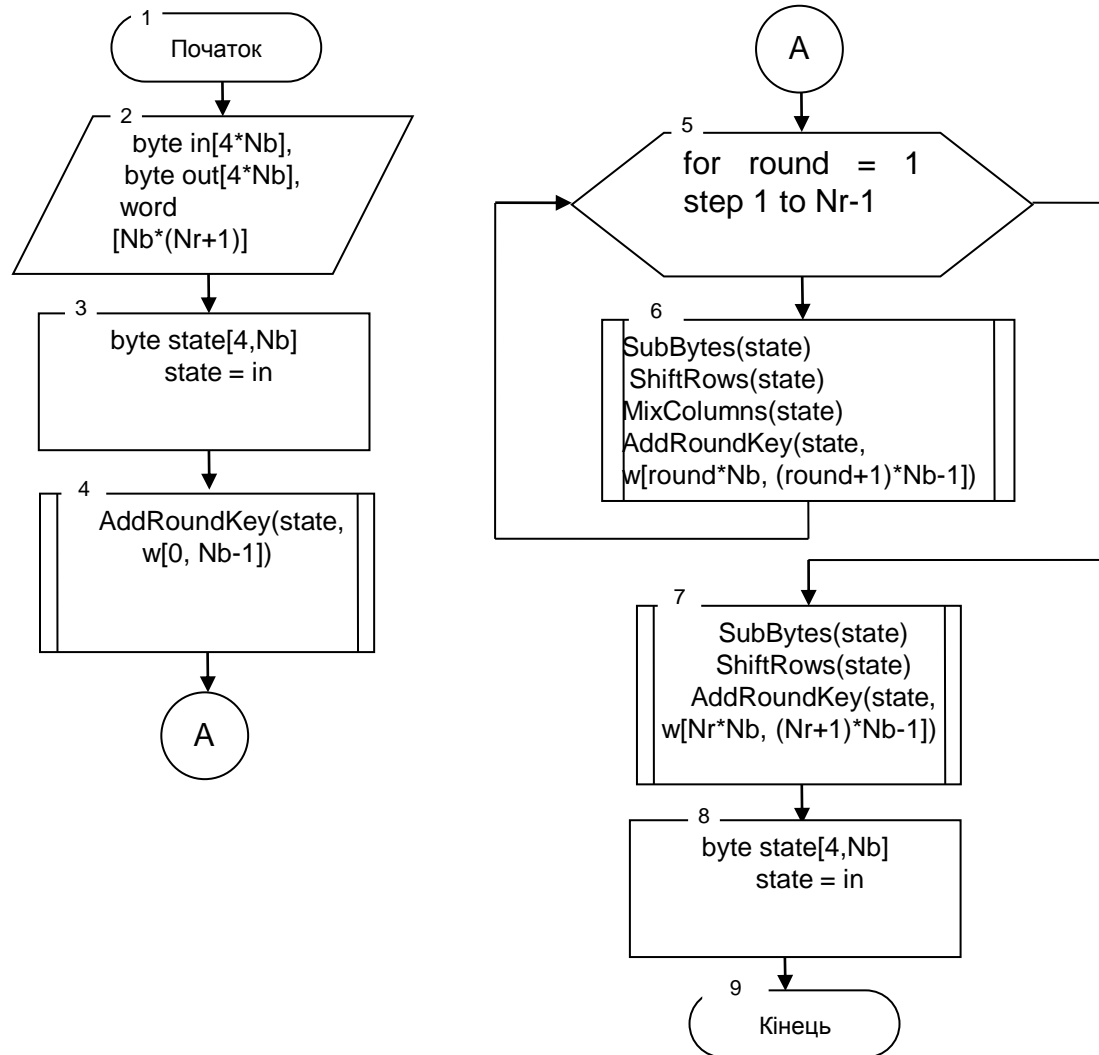 1
Початок
2
byte in[4*Nb],
byte out[4*Nb],
word
[Nb*(Nr+1)]
3
byte state[4,Nb]
state = in
4
AddRoundKey(state,
w[0, Nb-1])
A
A
5
for round = 1
step 1 to Nr-1
6
SubBytes(state)
ShiftRows(state)
MixColumns(state)
AddRoundKey(state,
w[round*Nb, (round+1)*Nb-1])
7
SubBytes(state)
ShiftRows(state)
AddRoundKey(state,
w[Nr*Nb, (Nr+1)*Nb-1])
8
byte state[4,Nb]
state = in
9
Кінець